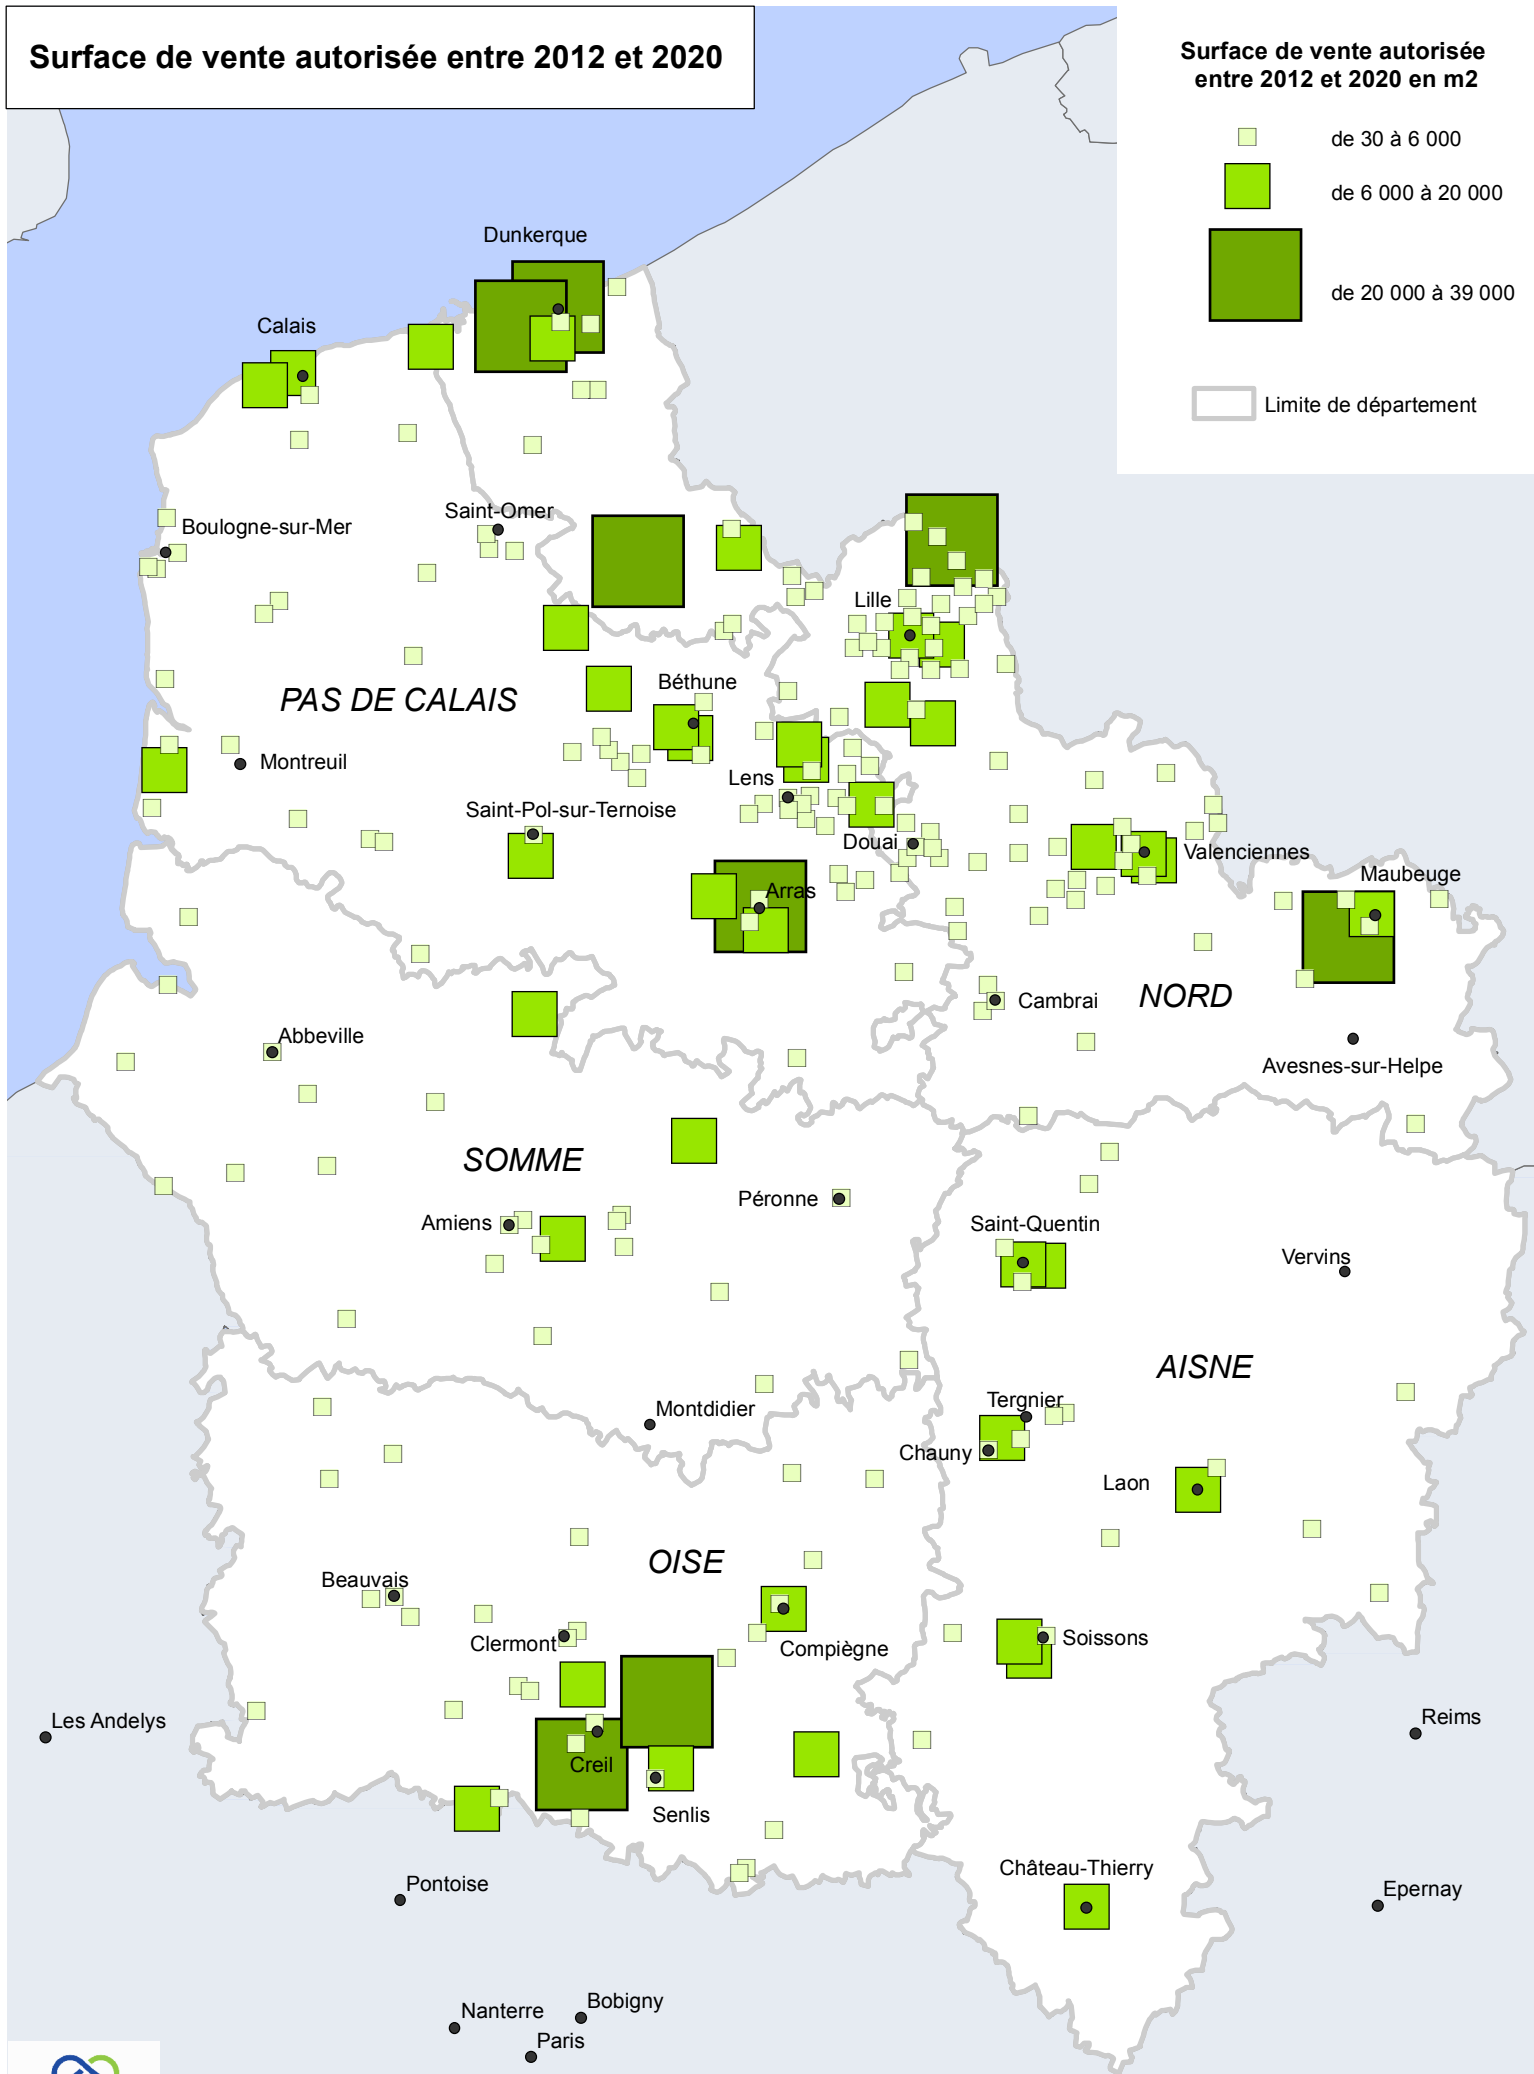 Surface de vente autorisée entre 2012 et 2020
Surface de vente autorisée
entre 2012 et 2020 en m2
de 30 à 6 000
de 6 000 à 20 000
de 20 000 à 39 000
Limite de département
Dunkerque
Calais
Saint-Omer
Boulogne-sur-Mer
Lille
Béthune
PAS DE CALAIS
Montreuil
Lens
Saint-Pol-sur-Ternoise
Douai
Valenciennes
Maubeuge
Arras
Cambrai
NORD
Abbeville
Avesnes-sur-Helpe
SOMME
Péronne
Amiens
Saint-Quentin
Vervins
AISNE
Tergnier
Montdidier
Chauny
Laon
OISE
Beauvais
Clermont
Compiègne
Soissons
Les Andelys
Reims
Creil
Senlis
Château-Thierry
Pontoise
Epernay
Nanterre
Bobigny
Paris